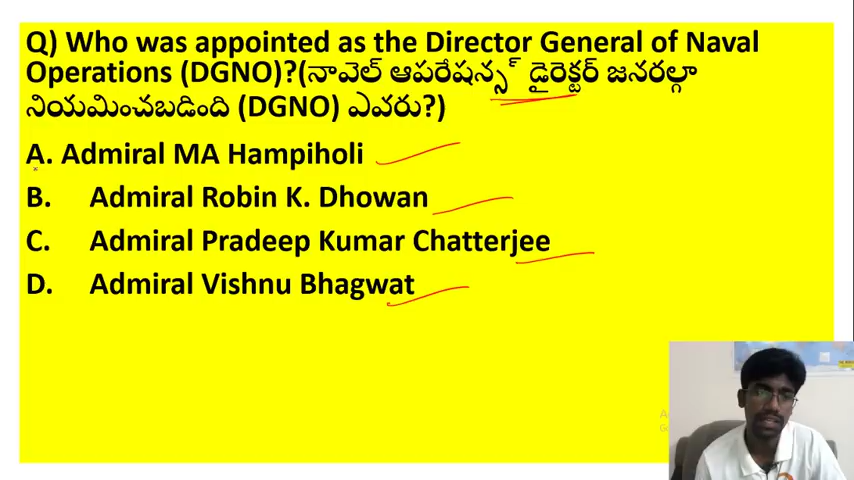 Q) Who was appointed as the Director General of Naval
Operations (DGNO)?(నావెల్ ఆపరేషన్స్ డైరెక్టర్ జనరల్గా
నియమించబడింది (DGNO) ఎవరు?)
A. Admiral MA Hampiholi
B. Admiral Robin K. Dhowan
C. Admiral Pradeep Kumar Chatterjee
D. Admiral Vishnu Bhagwat